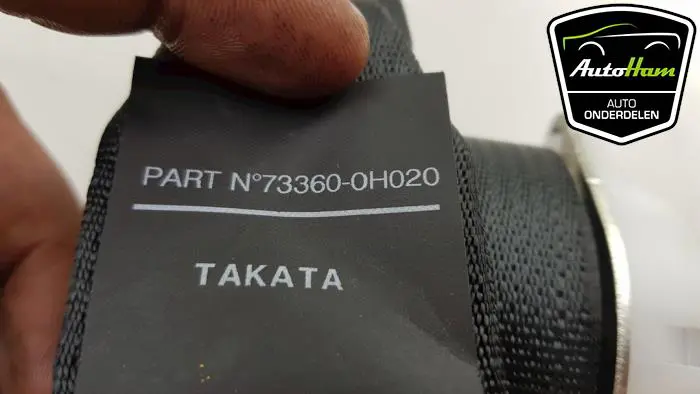 AutoHam
AUTO
ONDERDELEN
PART N°73360-0H020
TAKATA